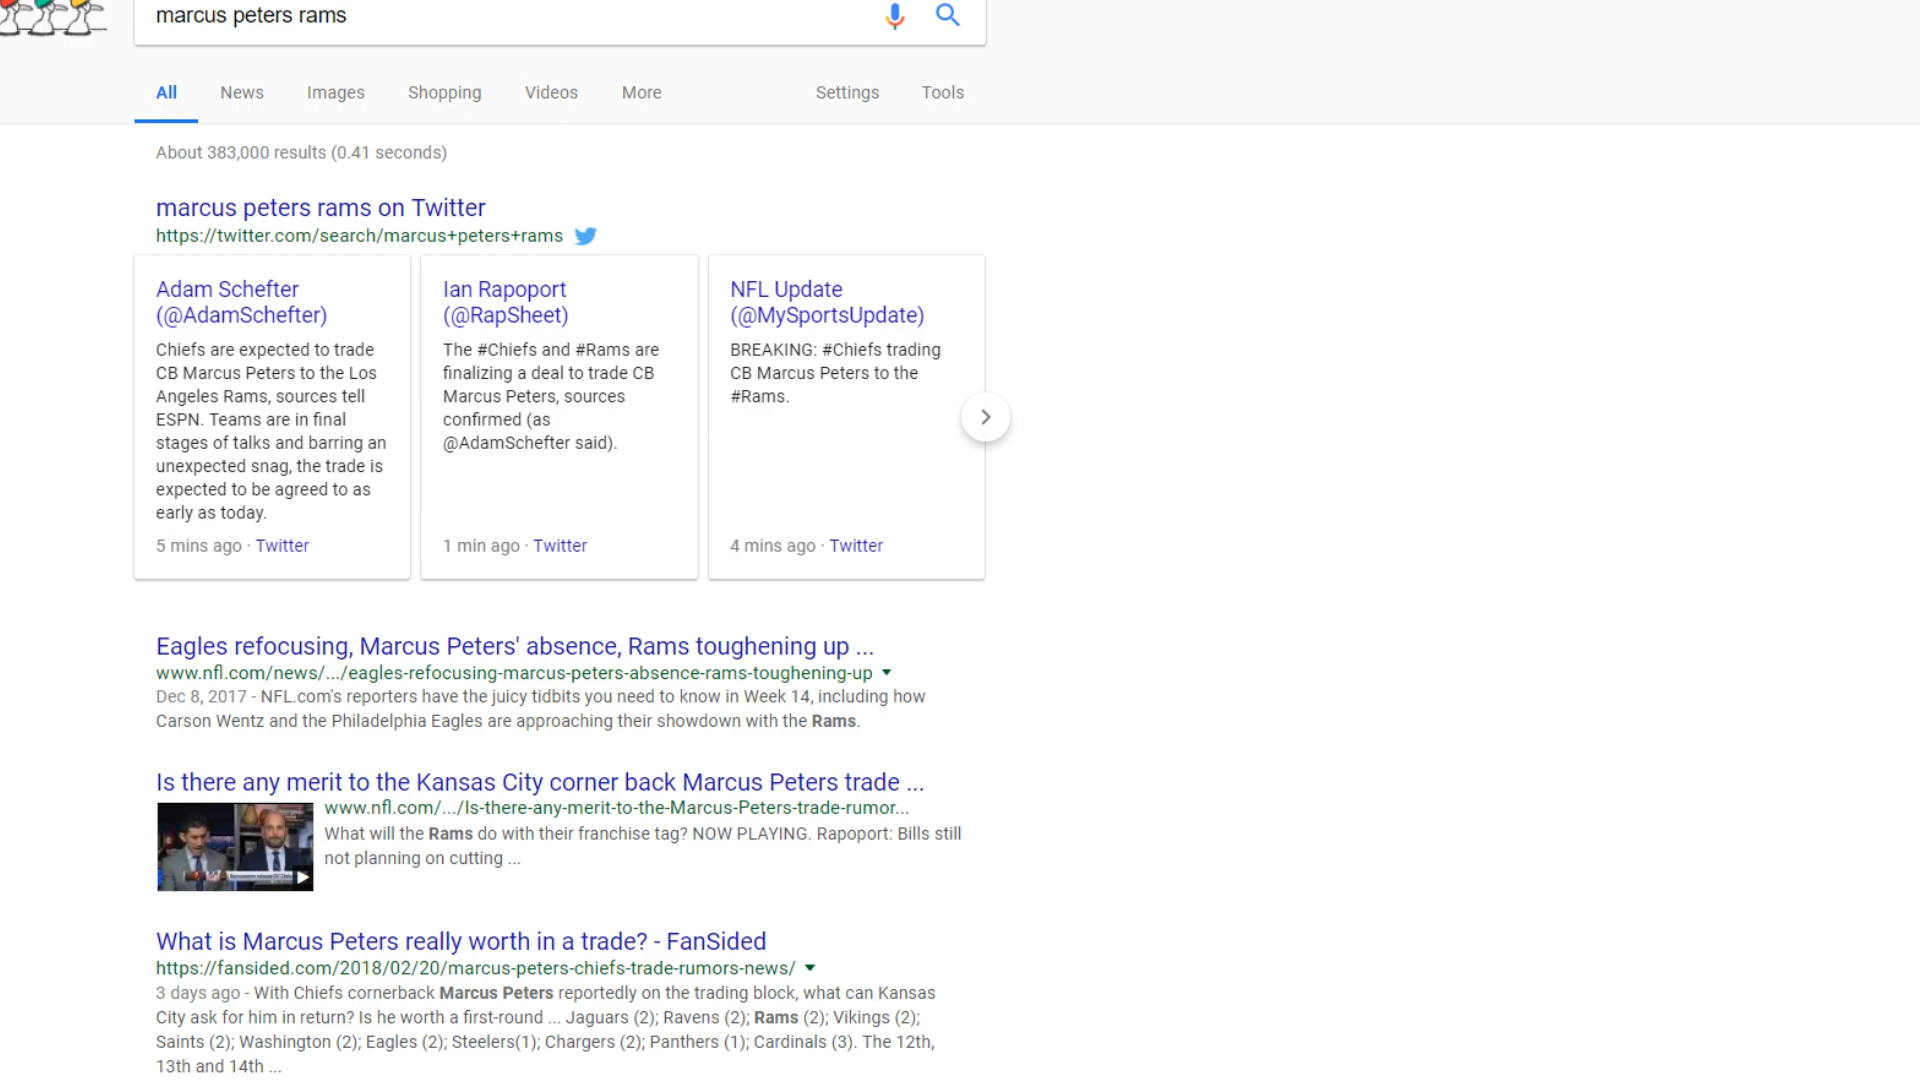 marcus peters rams
All News Images Shopping Videos More Settings Tools
About 383,000 results (0.41 seconds)
marcus peters rams on Twitter
https://twitter.com/search/marcus+peters+rams
Adam Schefter
(@AdamSchefter)
Chiefs are expected to trade
CB Marcus Peters to the Los
Angeles Rams, sources tell
ESPN. Teams are in final
stages of talks and barring an
unexpected snag, the trade is
expected to be agreed to as
early as today.
5 mins ago · Twitter
Ian Rapoport
(@RapSheet)
The #Chiefs and #Rams are
finalizing a deal to trade CB
Marcus Peters, sources
confirmed (as
@AdamSchefter said).
1 min ago · Twitter
NFL Update
(@MySportsUpdate)
BREAKING: #Chiefs trading
CB Marcus Peters to the
#Rams.
4 mins ago · Twitter
Eagles refocusing, Marcus Peters' absence, Rams toughening up ...
www.nfl.com/news/.../eagles-refocusing-marcus-peters-absence-rams-toughening-up
Dec 8, 2017 - NFL.com's reporters have the juicy tidbits you need to know in Week 14, including how
Carson Wentz and the Philadelphia Eagles are approaching their showdown with the Rams.
Is there any merit to the Kansas City corner back Marcus Peters trade ...
www.nfl.com/.../Is-there-any-merit-to-the-Marcus-Peters-trade-rumor...
What will the Rams do with their franchise tag? NOW PLAYING. Rapoport: Bills still
not planning on cutting ...
What is Marcus Peters really worth in a trade? - FanSided
https://fansided.com/2018/02/20/marcus-peters-chiefs-trade-rumors-news/
3 days ago - With Chiefs cornerback Marcus Peters reportedly on the trading block, what can Kansas
City ask for him in return? Is he worth a first-round ... Jaguars (2); Ravens (2); Rams (2); Vikings (2);
Saints (2); Washington (2); Eagles (2); Steelers(1); Chargers (2); Panthers (1); Cardinals (3). The 12th,
13th and 14th ...